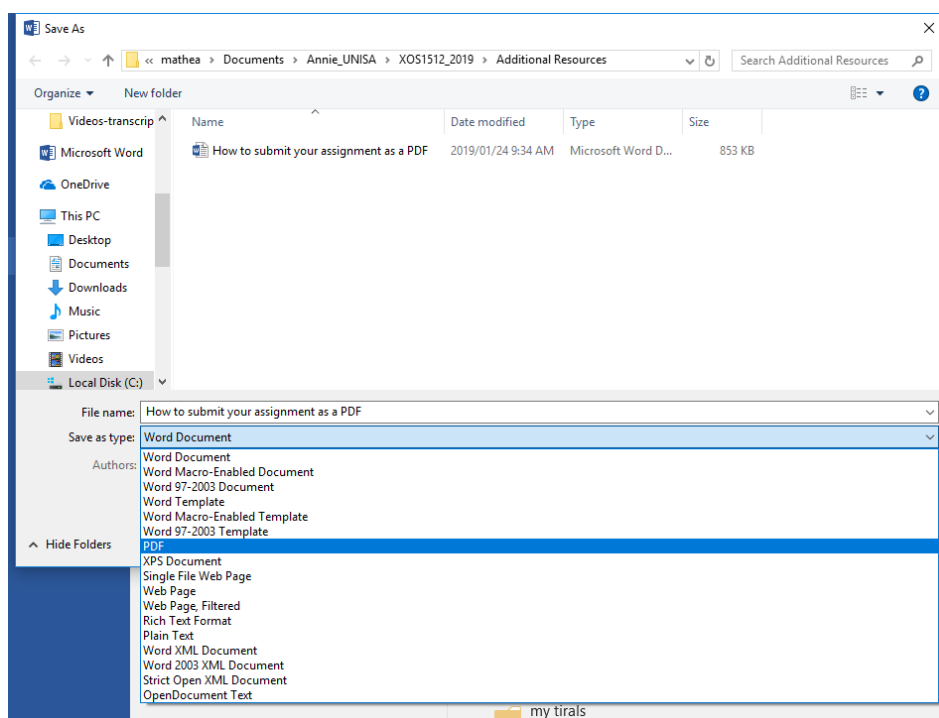 Save As
« mathea › Documents › Annie_UNISA › XOS1512_2019 › Additional Resources
Search Additional Resources
Organize
New folder
Videos-transcrip
Microsoft Word
OneDrive
This PC
Desktop
Documents
Downloads
Music
Pictures
Videos
Local Disk (C:)
Name Date modified Type Size
How to submit your assignment as a PDF 2019/01/24 9:34 AM Microsoft Word D... 853 KB
File name: How to submit your assignment as a PDF
Save as type: Word Document
Authors:
Word Document
Word Macro-Enabled Document
Word 97-2003 Document
Word Template
Word Macro-Enabled Template
Word 97-2003 Template
PDF
XPS Document
Single File Web Page
Web Page
Web Page, Filtered
Rich Text Format
Plain Text
Word XML Document
Word 2003 XML Document
Strict Open XML Document
OpenDocument Text
Hide Folders
my tirals